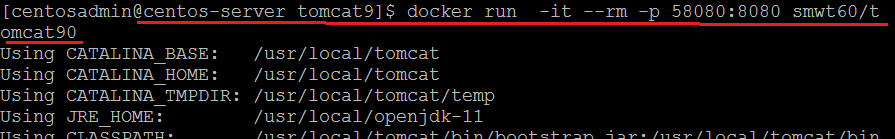 [centosadmin@centos-server tomcat9]$ docker run  -it --rm -p 58080:8080 smwt60/t
omcat90
Using CATALINA_BASE:   /usr/local/tomcat
Using CATALINA_HOME:   /usr/local/tomcat
Using CATALINA_TMPDIR: /usr/local/tomcat/temp
Using JRE_HOME:        /usr/local/openjdk-11
Using CLASSPATH:       /usr/local/tomcat/bin/bootstrap.jar:/usr/local/tomcat/bin